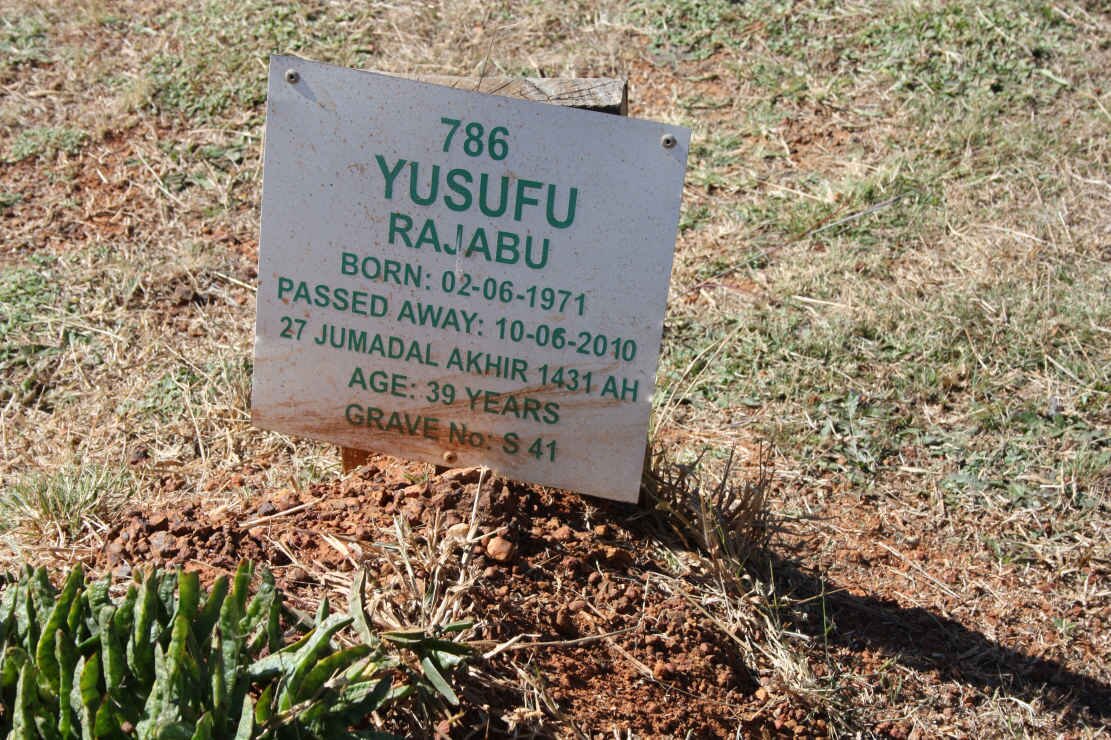 786
YUSUFU
RAJABU
BORN: 02-06-1971
PASSED AWAY: 10-06-2010
27 JUMADAL AKHIR 1431 AH
AGE: 39 YEARS
GRAVE No: S 41